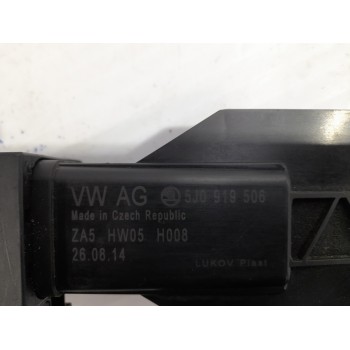 VW AG 5J0 919 506
Made in Czech Republic
ZA5 HW05 H008
26.08.14
LUKOV Plast